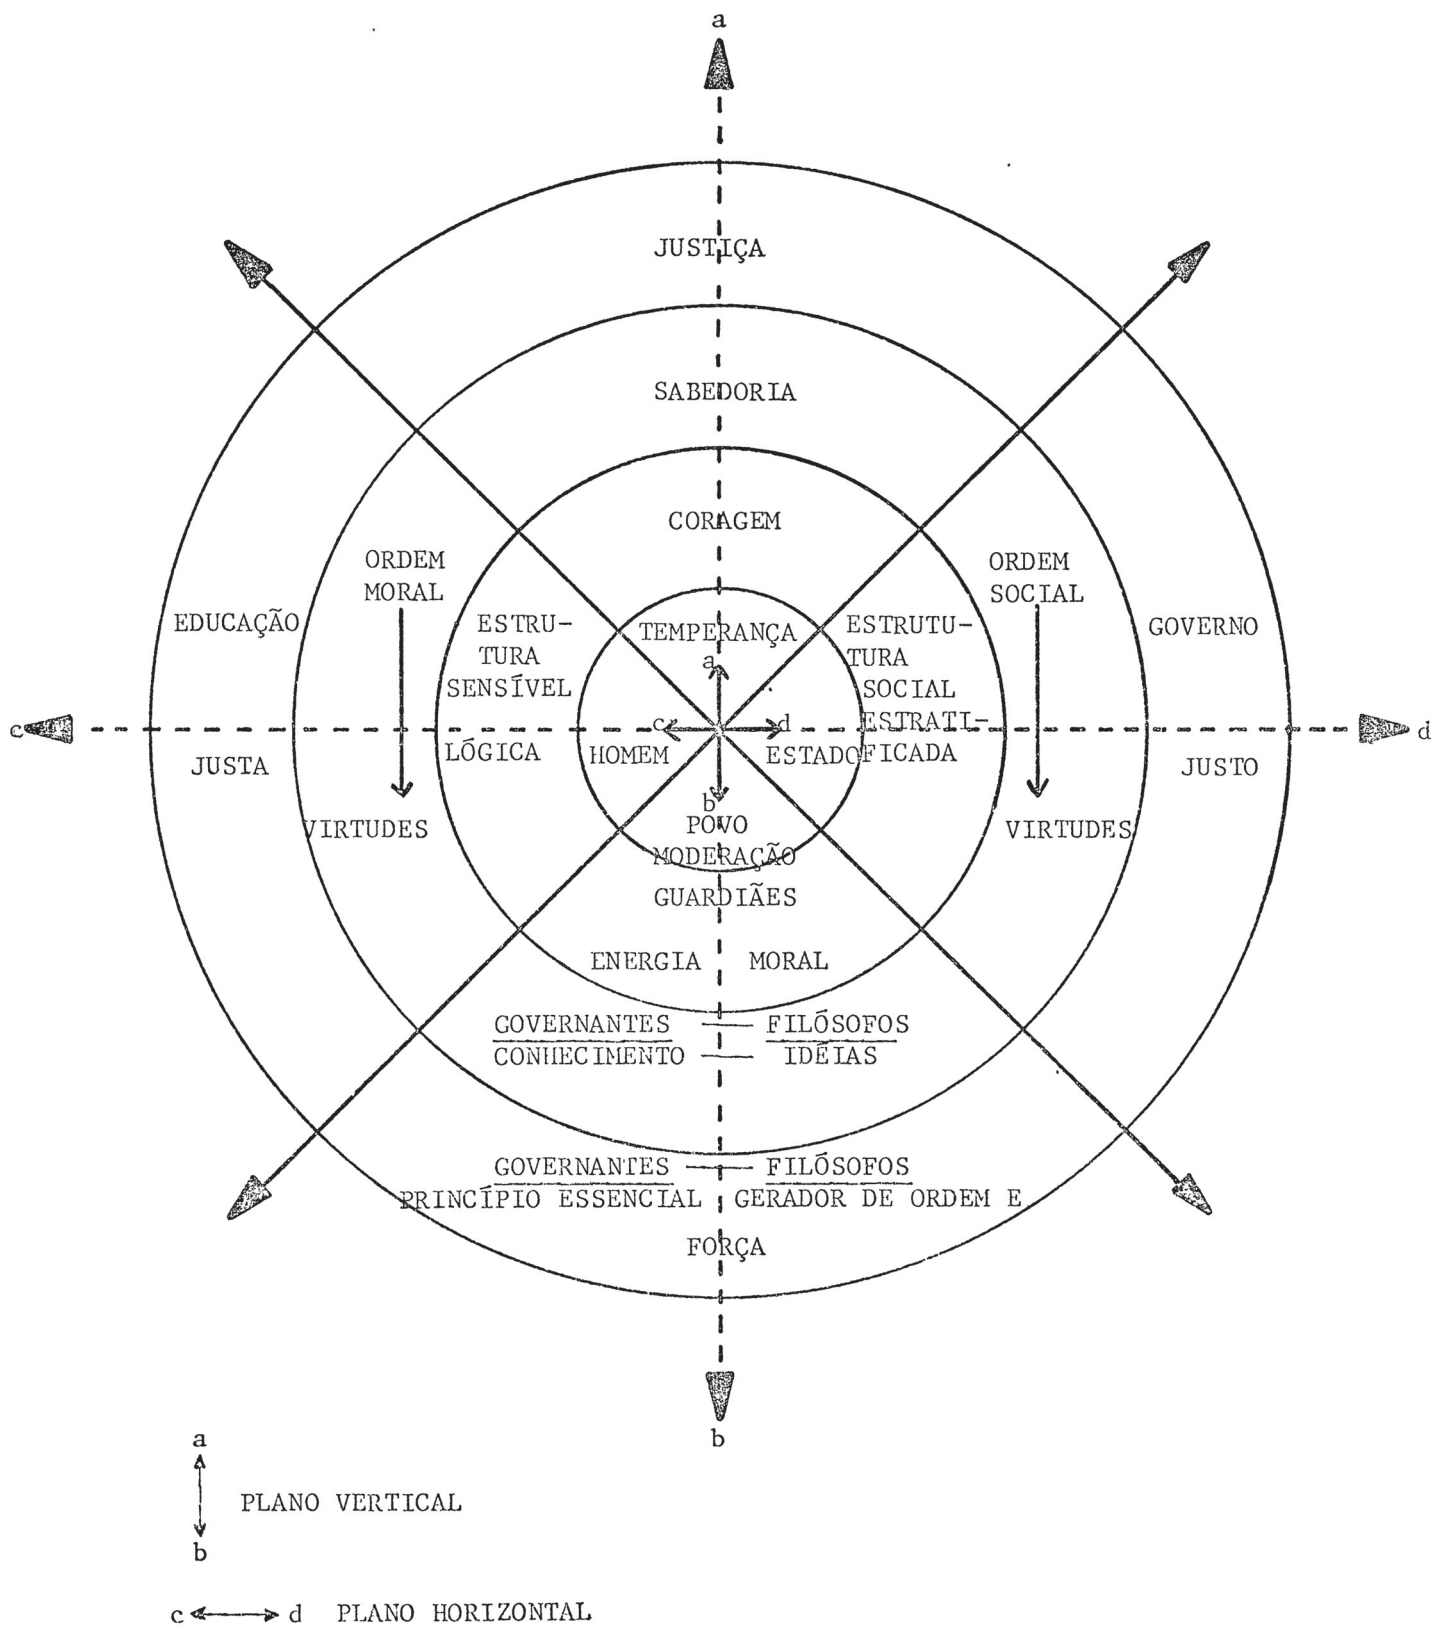 a
JUSTIÇA
SABEDORIA
CORAGEM
ORDEM
MORAL
ORDEM
SOCIAL
EDUCAÇÃO
ESTRU-
TURA
SENSÍVEL
TEMPERANÇA
a
ESTRUTU-
TURA
SOCIAL
ESTRATI-
FICADA
GOVERNO
c
c
d
d
JUSTA
LÓGICA
HOMEM
ESTADO
JUSTO
b
VIRTUDES
POVO
MODERAÇÃO
VIRTUDES
GUARDIÃES
ENERGIA MORAL
GOVERNANTES — FILÓSOFOS
CONHECIMENTO — IDÉIAS
GOVERNANTES — FILÓSOFOS
PRINCÍPIO ESSENCIAL GERADOR DE ORDEM E
FORÇA
b
a
PLANO VERTICAL
b
c d PLANO HORIZONTAL